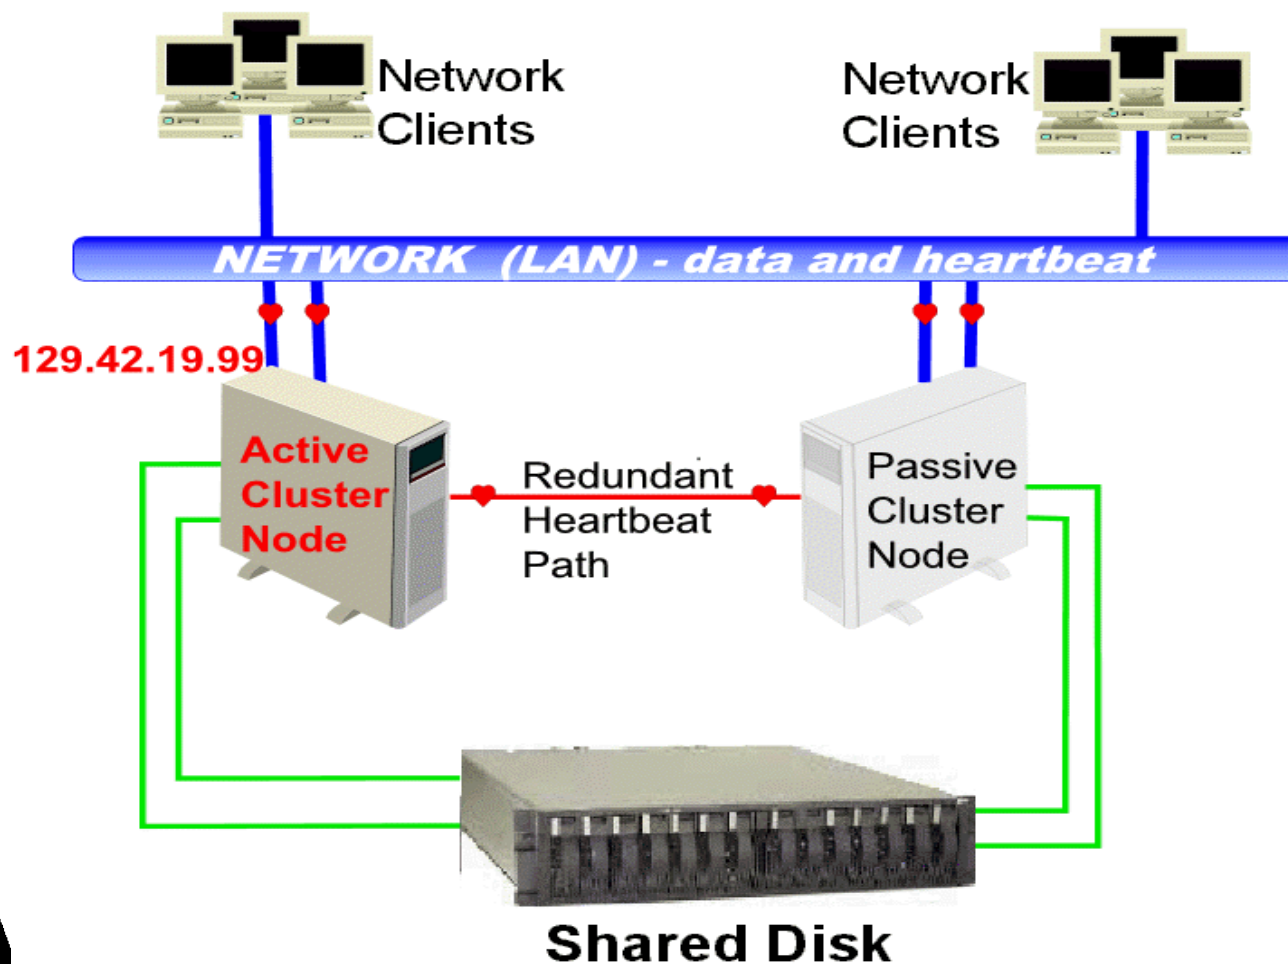 Network
Clients
Network
Clients
NETWORK (LAN) - data and heartbeat
129.42.19.99
Active
Cluster
Node
Redundant
Heartbeat
Path
Passive
Cluster
Node
Shared Disk